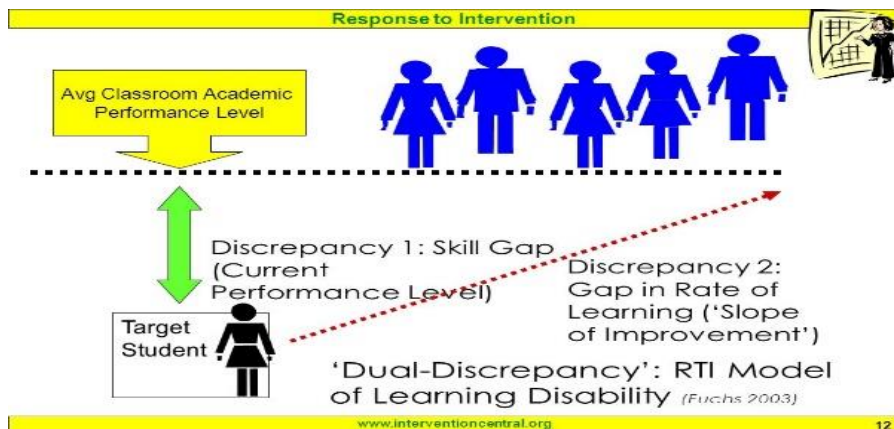 Response to Intervention
Avg Classroom Academic
Performance Level
Discrepancy 1: Skill Gap
(Current
Performance Level)
Discrepancy 2:
Gap in Rate of
Learning (‘Slope
of Improvement’)
Target
Student
‘Dual-Discrepancy’: RTI Model
of Learning Disability (Fuchs 2003)
www.interventioncentral.org
12